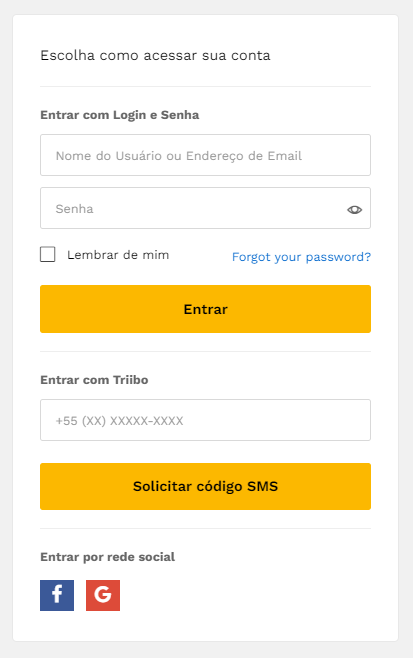 Escolha como acessar sua conta
Entrar com Login e Senha
Nome do Usuário ou Endereço de Email
Senha
Lembrar de mim
Forgot your password?
Entrar
Entrar com Triibo
+55 (XX) XXXXX-XXXX
Solicitar código SMS
Entrar por rede social
f G